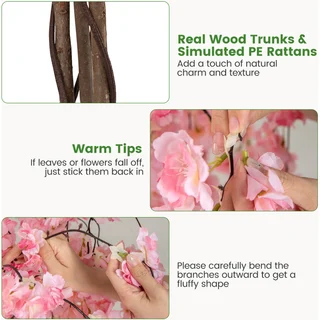 Real Wood Trunks &
Simulated PE Rattans
Add a touch of natural
charm and texture
Warm Tips
If leaves or flowers fall off,
just stick them back in
Please carefully bend the
branches outward to get a
fluffy shape